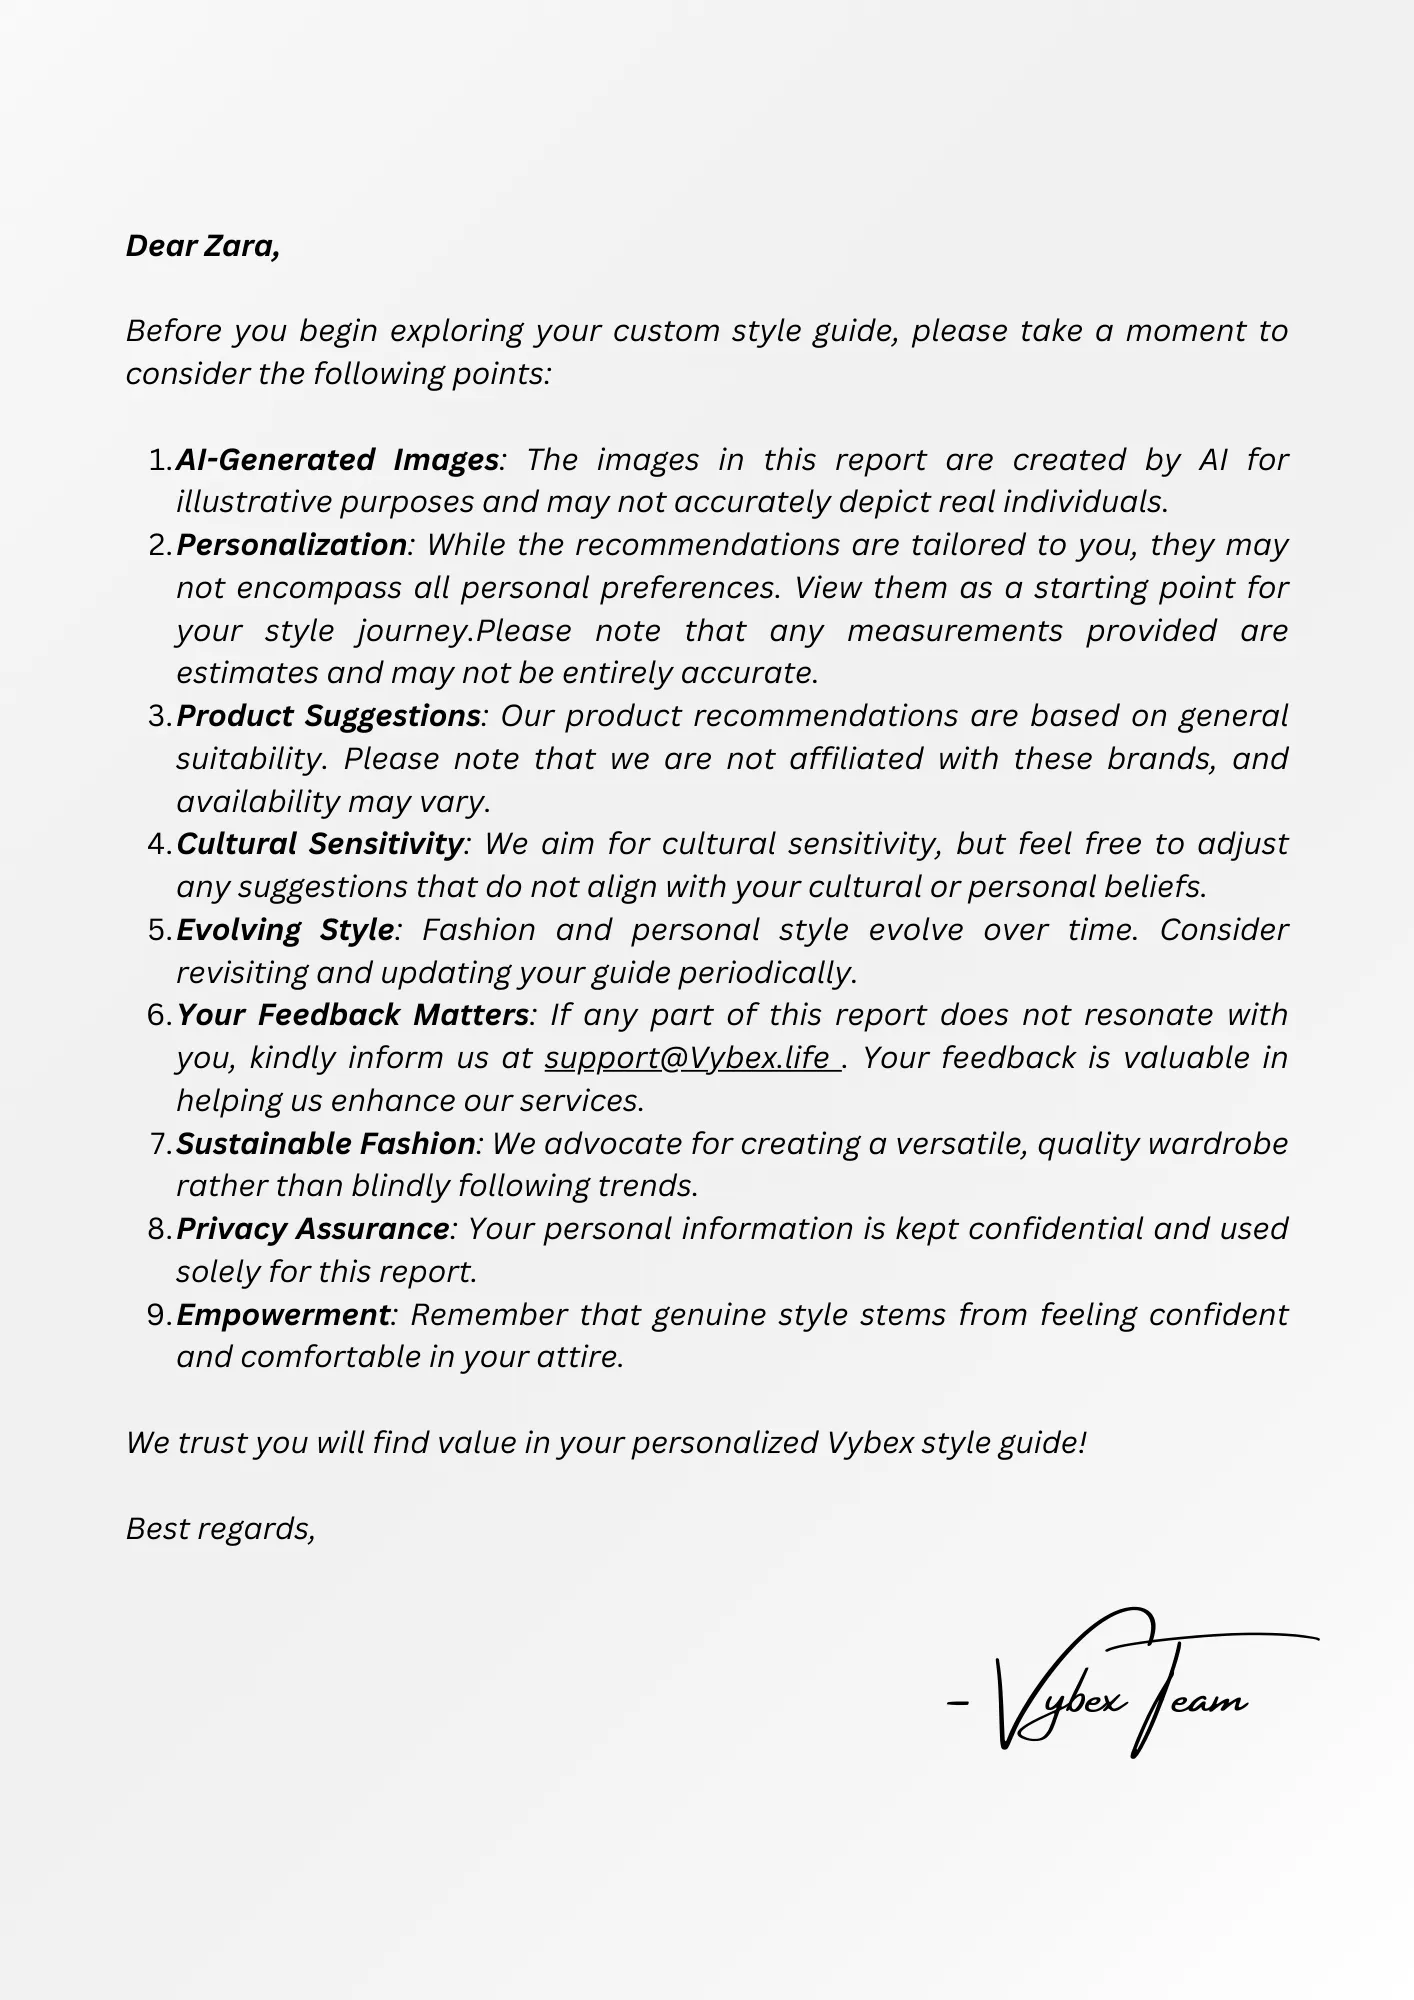 Dear Zara,
Before you begin exploring your custom style guide, please take a moment to
consider the following points:
1. AI-Generated Images: The images in this report are created by AI for
illustrative purposes and may not accurately depict real individuals.
2. Personalization: While the recommendations are tailored to you, they may
not encompass all personal preferences. View them as a starting point for
your style journey.Please note that any measurements provided are
estimates and may not be entirely accurate.
3. Product Suggestions: Our product recommendations are based on general
suitability. Please note that we are not affiliated with these brands, and
availability may vary.
4. Cultural Sensitivity: We aim for cultural sensitivity, but feel free to adjust
any suggestions that do not align with your cultural or personal beliefs.
5. Evolving Style: Fashion and personal style evolve over time. Consider
revisiting and updating your guide periodically.
6. Your Feedback Matters: If any part of this report does not resonate with
you, kindly inform us at support@Vybex.life . Your feedback is valuable in
helping us enhance our services.
7. Sustainable Fashion: We advocate for creating a versatile, quality wardrobe
rather than blindly following trends.
8. Privacy Assurance: Your personal information is kept confidential and used
solely for this report.
9. Empowerment: Remember that genuine style stems from feeling confident
and comfortable in your attire.
We trust you will find value in your personalized Vybex style guide!
Best regards,
- Vybex Team